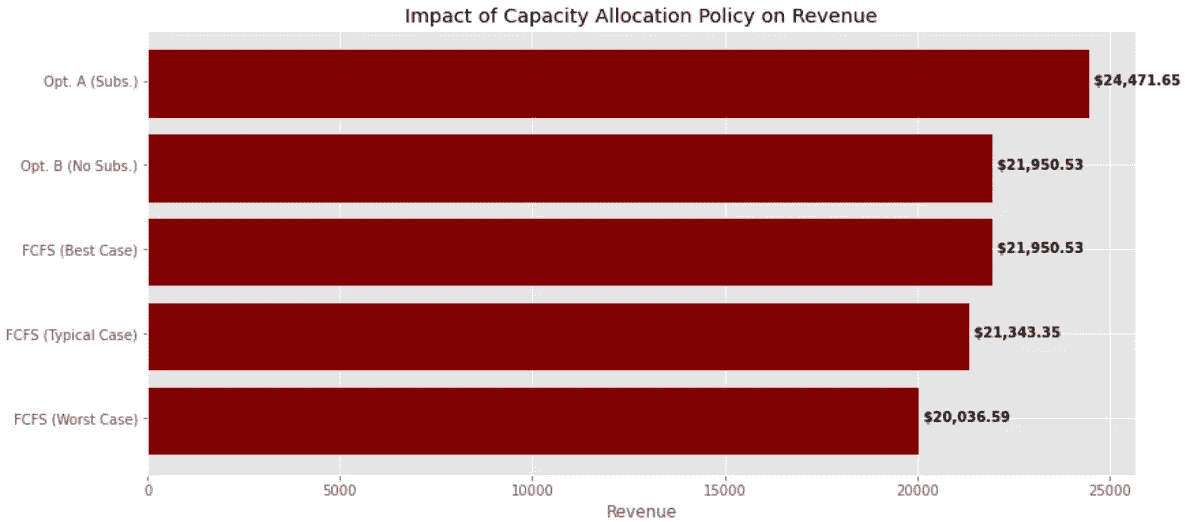 Impact of Capacity Allocation Policy on Revenue
Opt. A (Subs.)
$24,471.65
Opt. B (No Subs.)
$21,950.53
FCFS (Best Case)
$21,950.53
FCFS (Typical Case)
$21,343.35
FCFS (Worst Case)
$20,036.59
0 5000 10000 15000 20000 25000
Revenue